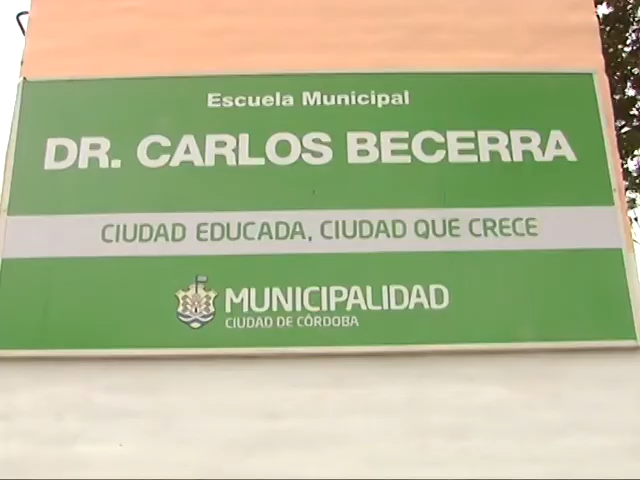 Escuela Municipal
DR. CARLOS BECERRA
CIUDAD EDUCADA, CIUDAD QUE CRECE
MUNICIPALIDAD
CIUDAD DE CÓRDOBA